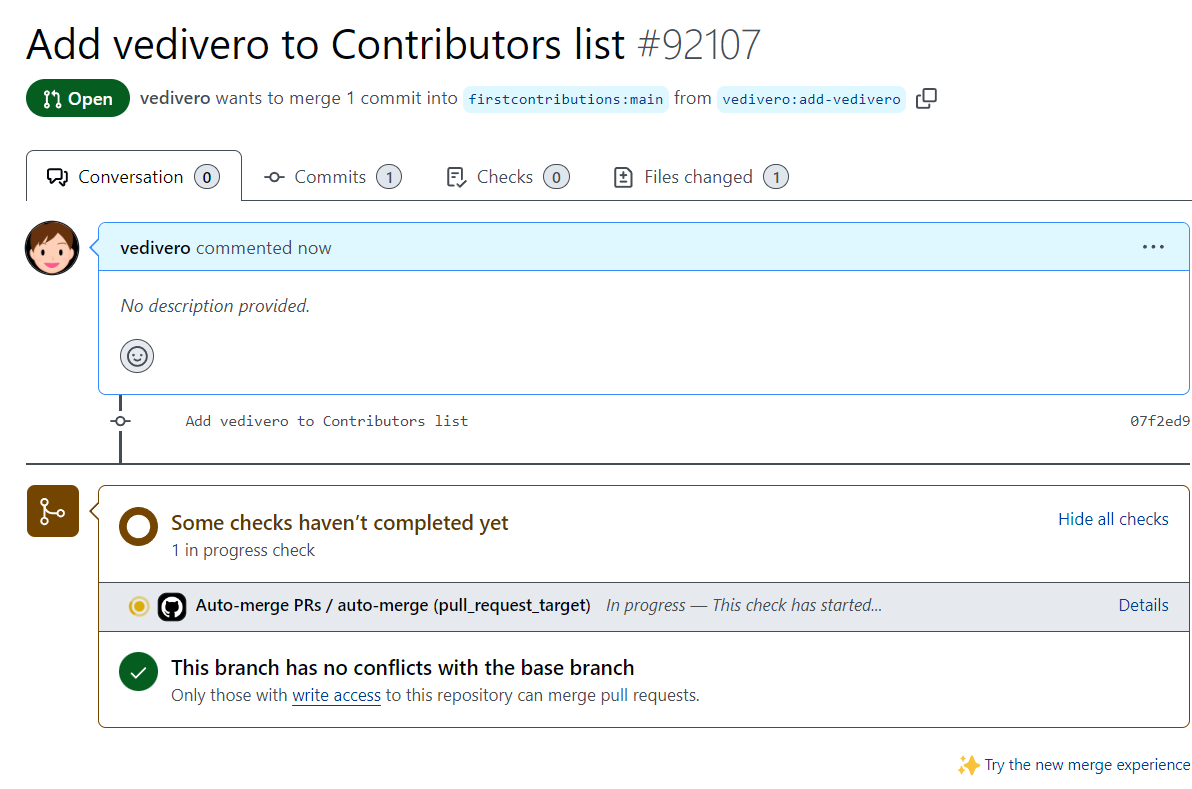 Add vedivero to Contributors list #92107
Open vedivero wants to merge 1 commit into firstcontributions:main from vedivero:add-vedivero
Conversation 0 Commits 1 Checks 0 Files changed 1
vedivero commented now
No description provided.
Add vedivero to Contributors list 07f2ed9
Some checks haven’t completed yet Hide all checks
1 in progress check
Auto-merge PRs / auto-merge (pull_request_target) In progress — This check has started... Details
This branch has no conflicts with the base branch
Only those with write access to this repository can merge pull requests.
Try the new merge experience